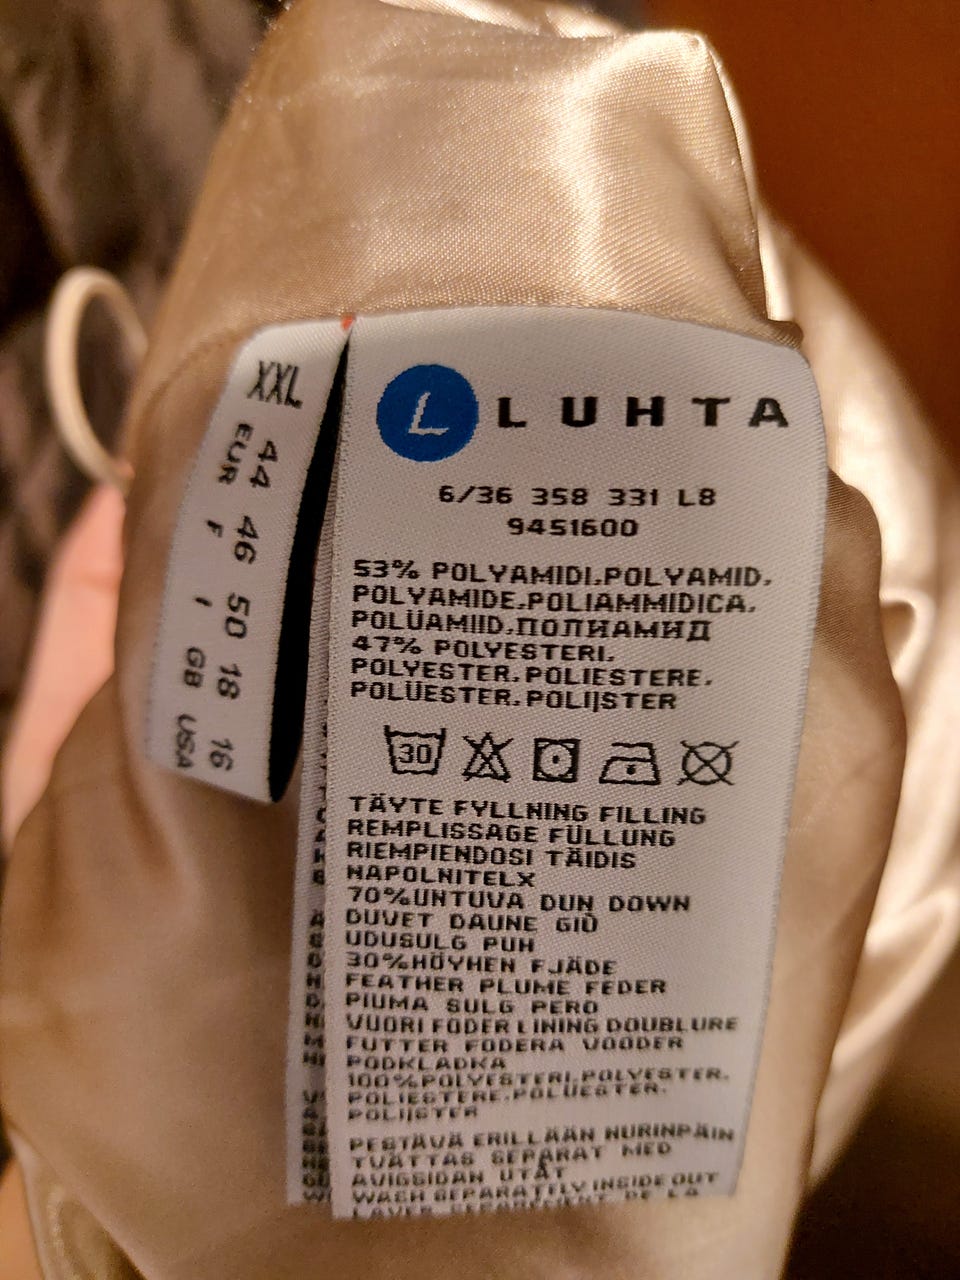 XXL
44 46 50 18 16
EUR F I GB USA
L LUHTA
6/36 358 331 L8
9451600
53% POLYAMIDI.POLYAMID.
POLYAMIDE.POLIAMMIDICA.
POLÜAMIID.ПОЛИАМИД
47% POLYESTERI.
POLYESTER.POLIESTERE.
POLÜESTER.POLIJSTER
30
TÄYTE FYLLNING FILLING
REMPLISSAGE FÜLLUNG
RIEMPIENDOSI TÄIDIS
NAPOLNITELX
70%UNTUVA DUN DOWN
DUVET DAUNE GIÙ
UDUSULG PUH
30%HÖYHEN FJÄDE
FEATHER PLUME FEDER
PIUMA SULG PERO
VUORI FODER LINING DOUBLURE
FUTTER FODERA VOODER
PODKLADKA
100%POLYESTERI.POLYESTER.
POLIESTERE.POLÜESTER.
POLIJSTER
PESTÄVÄ ERILLÄÄN NURINPÄIN
TVÄTTAS SEPARAT MED
AVIGSIDAN UTÅT
WASH SEPARATELY INSIDE OUT
LAVER SEPAREMENT DE LA